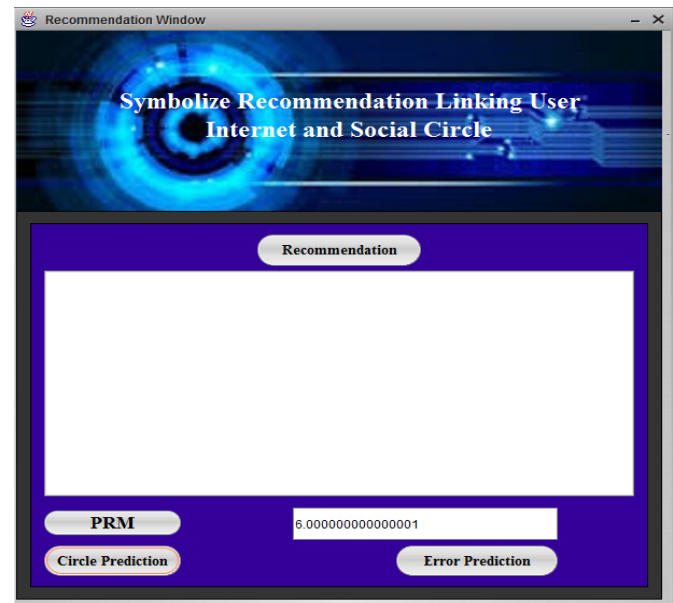 Recommendation Window
Symbolize Recommendation Linking User
Internet and Social Circle
Recommendation
PRM
6.000000000000001
Circle Prediction
Error Prediction